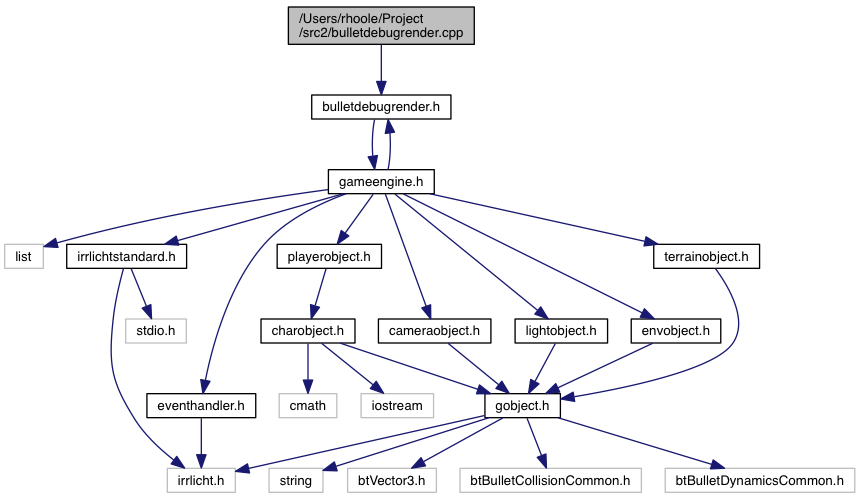 /Users/rhoole/Project
/src2/bulletdebugrender.cpp
bulletdebugrender.h
gameengine.h
list
irrlichtstandard.h
playerobject.h
terrainobject.h
stdio.h
charobject.h
cameraobject.h
lightobject.h
envobject.h
eventhandler.h
cmath
iostream
gobject.h
irrlicht.h
string
btVector3.h
btBulletCollisionCommon.h
btBulletDynamicsCommon.h